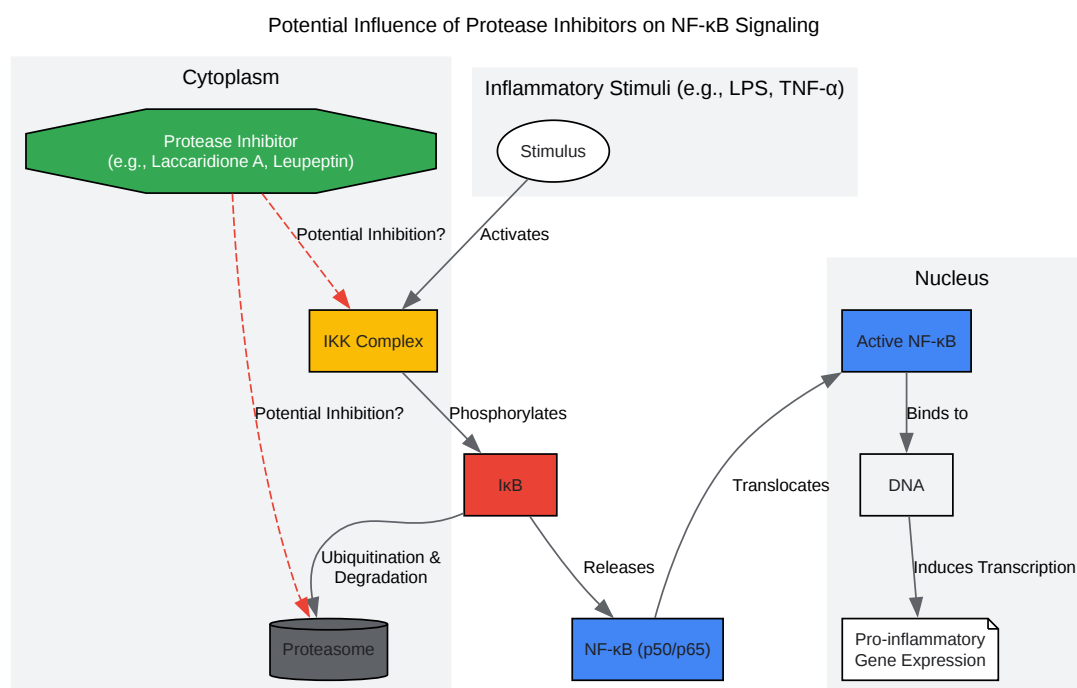 Potential Influence of Protease Inhibitors on NF-κB Signaling
Cytoplasm
Inflammatory Stimuli (e.g., LPS, TNF-α)
Protease Inhibitor
(e.g., Laccaridione A, Leupeptin)
Stimulus
Potential Inhibition?
Activates
Nucleus
IKK Complex
Active NF-κB
Potential Inhibition?
Phosphorylates
Binds to
IκB
Translocates
DNA
Ubiquitination &
Degradation
Releases
Induces Transcription
Proteasome
NF-κB (p50/p65)
Pro-inflammatory
Gene Expression